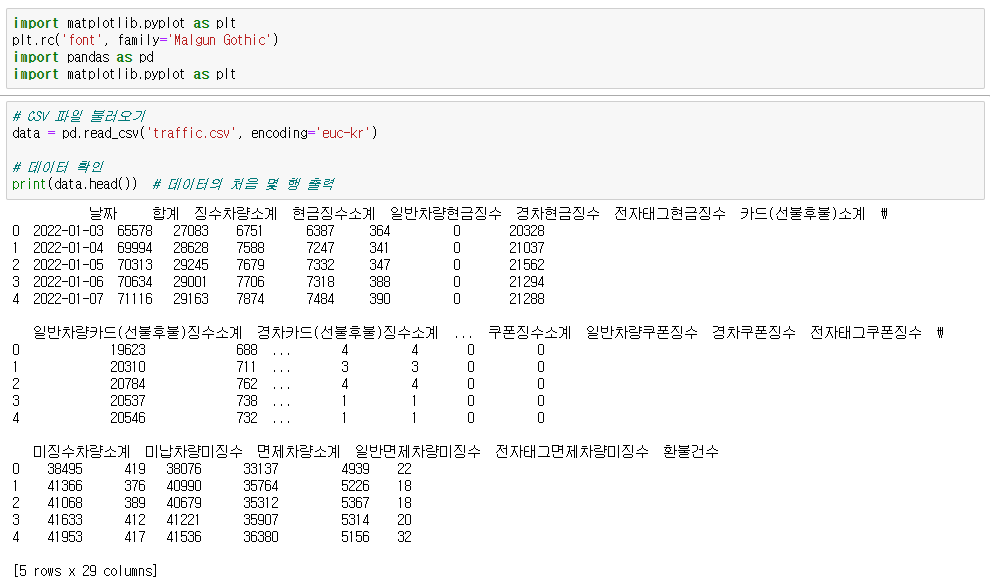 import matplotlib.pyplot as plt
plt.rc('font', family='Malgun Gothic')
import pandas as pd
import matplotlib.pyplot as plt
# CSV 파일 불러오기
data = pd.read_csv('traffic.csv', encoding='euc-kr')
# 데이터 확인
print(data.head())  # 데이터의 처음 몇 행 출력
날짜 합계 징수차량소계 현금징수소계 일반차량현금징수 경차현금징수 전자태그현금징수 카드(선불후불)소계 ₩
0 2022-01-03 65578 27083 6751 6387 364 0 20328
1 2022-01-04 69994 28628 7588 7247 341 0 21037
2 2022-01-05 70313 29245 7679 7332 347 0 21562
3 2022-01-06 70634 29001 7706 7318 388 0 21294
4 2022-01-07 71116 29163 7874 7484 390 0 21288
일반차량카드(선불후불)징수소계 경차카드(선불후불)징수소계 ... 쿠폰징수소계 일반차량쿠폰징수 경차쿠폰징수 전자태그쿠폰징수 ₩
0 19623 688 ... 4 4 0 0
1 20310 711 ... 3 3 0 0
2 20784 762 ... 4 4 0 0
3 20537 738 ... 1 1 0 0
4 20546 732 ... 1 1 0 0
미징수차량소계 미납차량미징수 면제차량소계 일반면제차량미징수 전자태그면제차량미징수 환불건수
0 38495 419 38076 33137 4939 22
1 41366 376 40990 35764 5226 18
2 41068 389 40679 35312 5367 18
3 41633 412 41221 35907 5314 20
4 41953 417 41536 36380 5156 32
[5 rows x 29 columns]